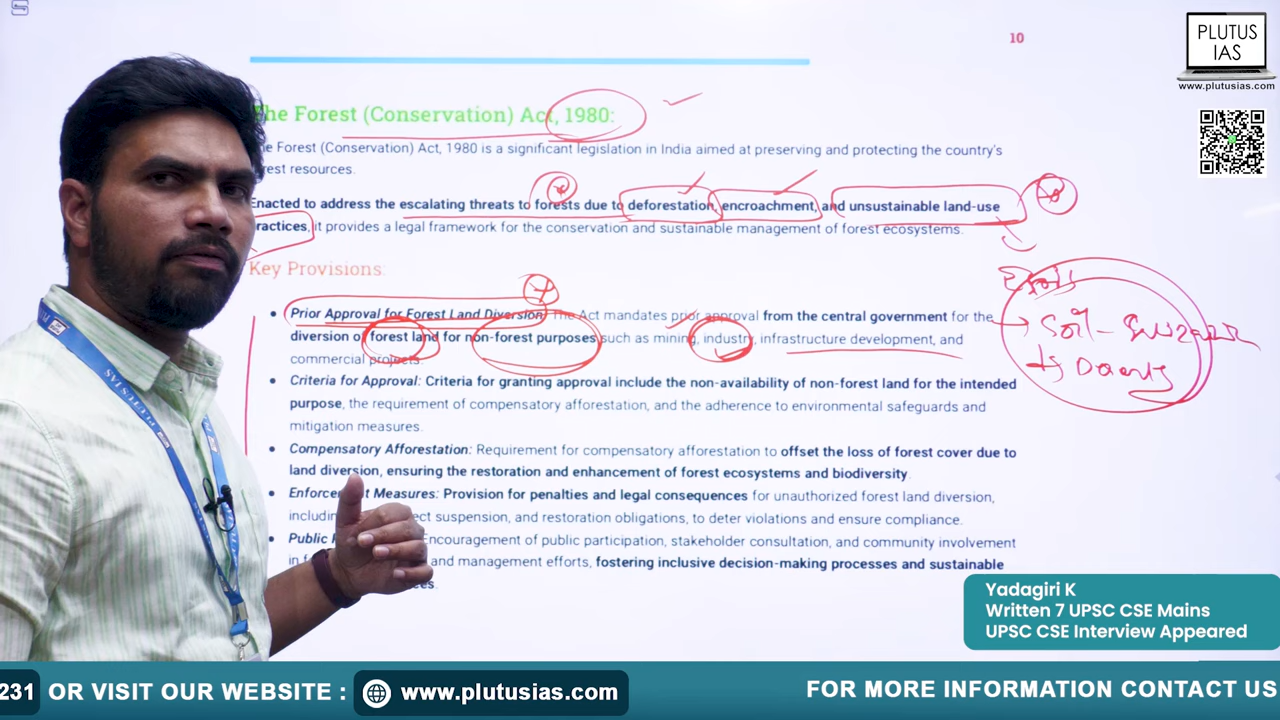 10
PLUTUS
IAS
www.plutusias.com
he Forest (Conservation) Act, 1980:
he Forest (Conservation) Act, 1980 is a significant legislation in India aimed at preserving and protecting the country's
rest resources.
Enacted to address the escalating threats to forests due to deforestation, encroachment, and unsustainable land-use
ractices, it provides a legal framework for the conservation and sustainable management of forest ecosystems.
Key Provisions:
• Prior Approval for Forest Land Diversion: The Act mandates prior approval from the central government for the
diversion of forest land for non-forest purposes such as mining, industry, infrastructure development, and
commercial projects.
• Criteria for Approval: Criteria for granting approval include the non-availability of non-forest land for the intended
purpose, the requirement of compensatory afforestation, and the adherence to environmental safeguards and
mitigation measures.
• Compensatory Afforestation: Requirement for compensatory afforestation to offset the loss of forest cover due to
land diversion, ensuring the restoration and enhancement of forest ecosystems and biodiversity.
• Enforcement Measures: Provision for penalties and legal consequences for unauthorized forest land diversion,
includin ect suspension, and restoration obligations, to deter violations and ensure compliance.
• Public Encouragement of public participation, stakeholder consultation, and community involvement
in and management efforts, fostering inclusive decision-making processes and sustainable
Soil -
Yadagiri K
Written 7 UPSC CSE Mains
UPSC CSE Interview Appeared
231 OR VISIT OUR WEBSITE : www.plutusias.com FOR MORE INFORMATION CONTACT US